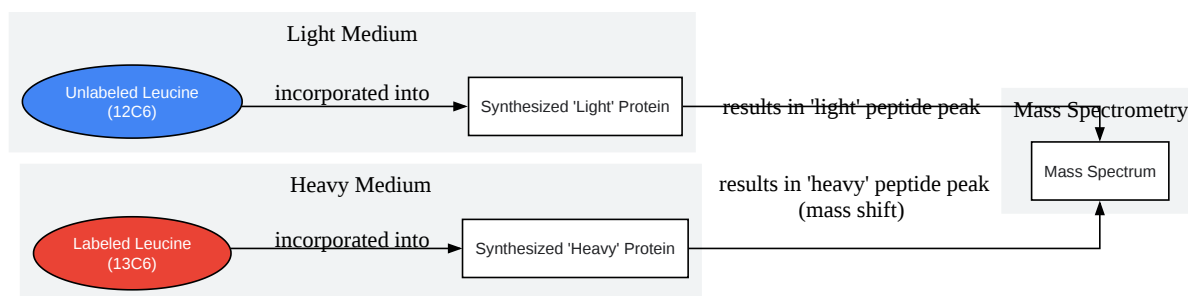 Light Medium
Unlabeled Leucine
(12C6)
incorporated into
Synthesized 'Light' Protein
results in 'light' peptide peak
Mass Spectrometry
Mass Spectrum
Heavy Medium
Labeled Leucine
(13C6)
incorporated into
Synthesized 'Heavy' Protein
results in 'heavy' peptide peak
(mass shift)